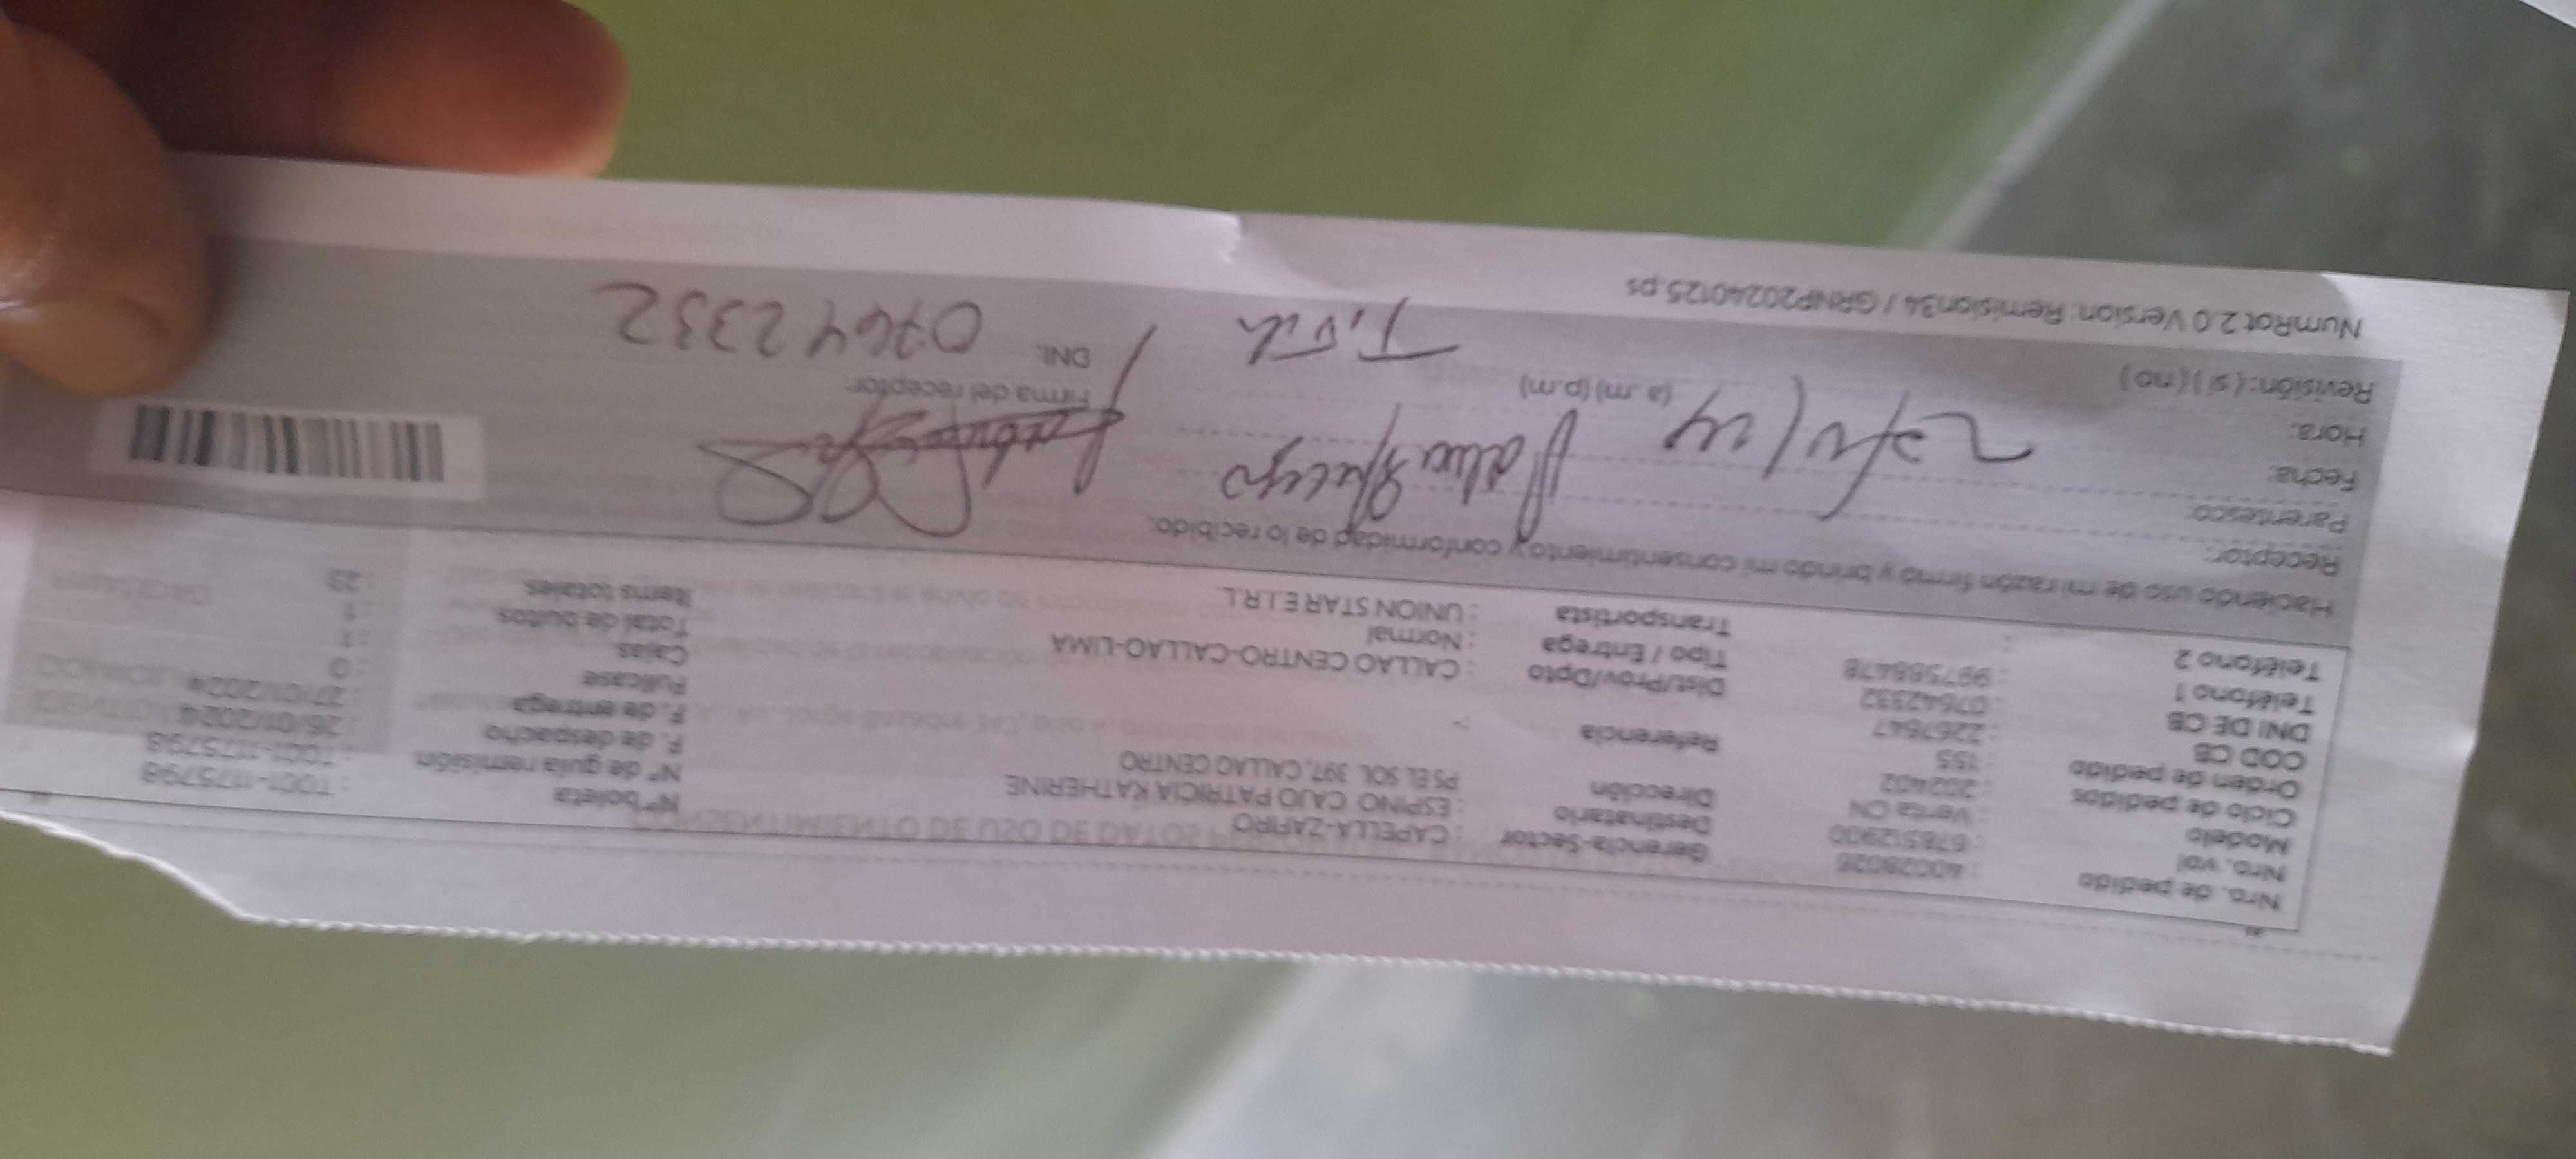 Nro. de pedido : 40028026 Gerencia-Sector : CAPELLA-ZAFIRO Nº boleta : T001-1175798
Nro. vol : 678512900 Destinatario : ESPINO CAJO PATRICIA KATHERINE Nº de guía remisión : T001-1175798
Modelo : Venta CN Dirección PS EL SOL 397, CALLAO CENTRO F. de despacho : 26/01/2024
Ciclo de pedidos : 202402 F. de entrega : 27/01/2024
Orden de pedido : 155 Referencia Fullcase : 0
COD CB : 2267647 Dist/Prov/Dpto : CALLAO CENTRO-CALLAO-LIMA Cajas : 1
DNI DE CB : 07642332 Tipo / Entrega : Normal Total de bultos : 1
Teléfono 1 : 997588478 Transportista : UNION STAR E.I.R.L. Items totales : 29
Teléfono 2 :
Haciendo uso de mi razón firmo y brindo mi consentimiento y conformidad de lo recibido.
Receptor:
Parentesco:
Fecha:
Hora: (a.m) (p.m) Firma del receptor:
Revisión: ( si ) ( no ) DNI: 07642332
NumRot 2.0 Version: Remision34 / GRNP20240125.ps